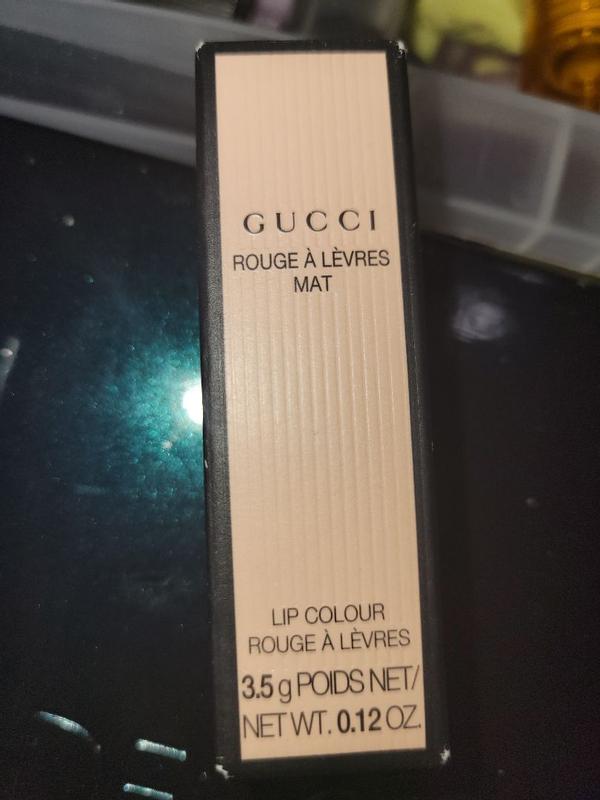 GUCCI
ROUGE À LÈVRES
MAT
LIP COLOUR
ROUGE À LÈVRES
3.5 g POIDS NET/
NET WT. 0.12 OZ.